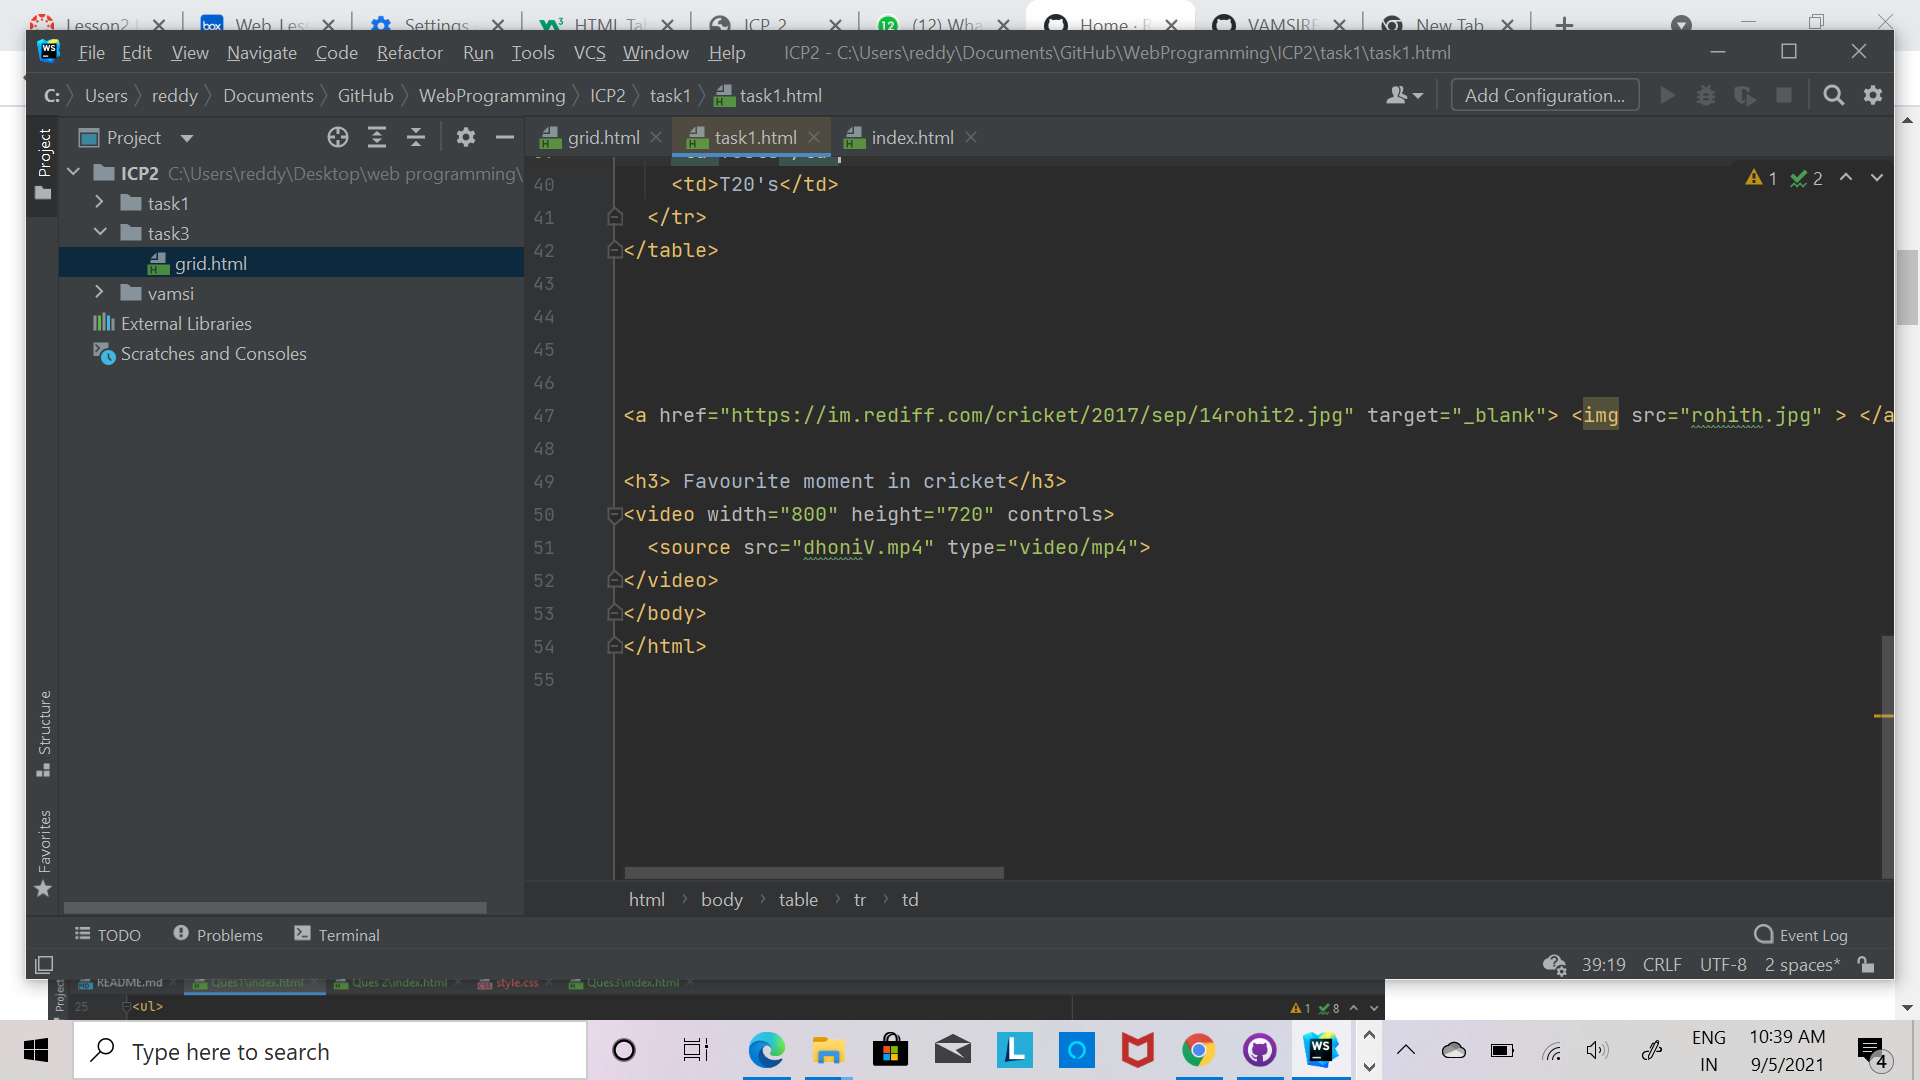 Lesson2 Web_Less Settings HTML Tab ICP_2 (12) Wha Home · R VAMSIRE New Tab
File Edit View Navigate Code Refactor Run Tools VCS Window Help ICP2 - C:\Users\reddy\Documents\GitHub\WebProgramming\ICP2\task1\task1.html
C: Users reddy Documents GitHub WebProgramming ICP2 task1 task1.html Add Configuration...
Project grid.html task1.html index.html
Project
ICP2 C:\Users\reddy\Desktop\web programming\
task1
task3
grid.html
vamsi
External Libraries
Scratches and Consoles
1 2
40 <td>T20's</td>
41 </tr>
42 </table>
43
44
45
46
47 <a href="https://im.rediff.com/cricket/2017/sep/14rohit2.jpg" target="_blank"> <img src="rohith.jpg" > </a
48
49 <h3> Favourite moment in cricket</h3>
50 <video width="800" height="720" controls>
51 <source src="dhoniV.mp4" type="video/mp4">
52 </video>
53 </body>
54 </html>
55
Structure
Favorites
html body table tr td
TODO Problems Terminal Event Log
39:19 CRLF UTF-8 2 spaces*
README.md Ques1\index.html Ques 2\index.html style.css Ques3\index.html
Project
25 <ul> 1 8
Type here to search
ENG 10:39 AM
IN 9/5/2021
4